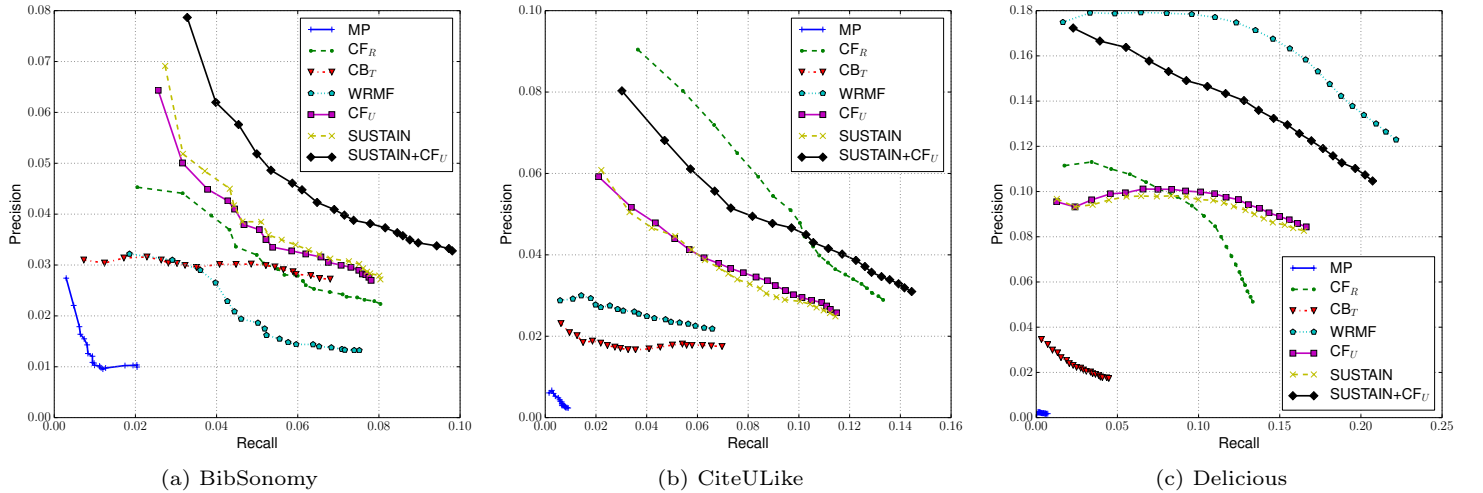 0.08
0.07
0.06
0.05
0.04
0.03
0.02
0.01
0.00
0.00 0.02 0.04 0.06 0.08 0.10
Precision
Recall
MP
CF_R
CB_T
WRMF
CF_U
SUSTAIN
SUSTAIN+CF_U
(a) BibSonomy
0.10
0.08
0.06
0.04
0.02
0.00
0.00 0.02 0.04 0.06 0.08 0.10 0.12 0.14 0.16
Precision
Recall
MP
CF_R
CB_T
WRMF
CF_U
SUSTAIN
SUSTAIN+CF_U
(b) CiteULike
0.18
0.16
0.14
0.12
0.10
0.08
0.06
0.04
0.02
0.00
0.00 0.05 0.10 0.15 0.20 0.25
Precision
Recall
MP
CF_R
CB_T
WRMF
CF_U
SUSTAIN
SUSTAIN+CF_U
(c) Delicious